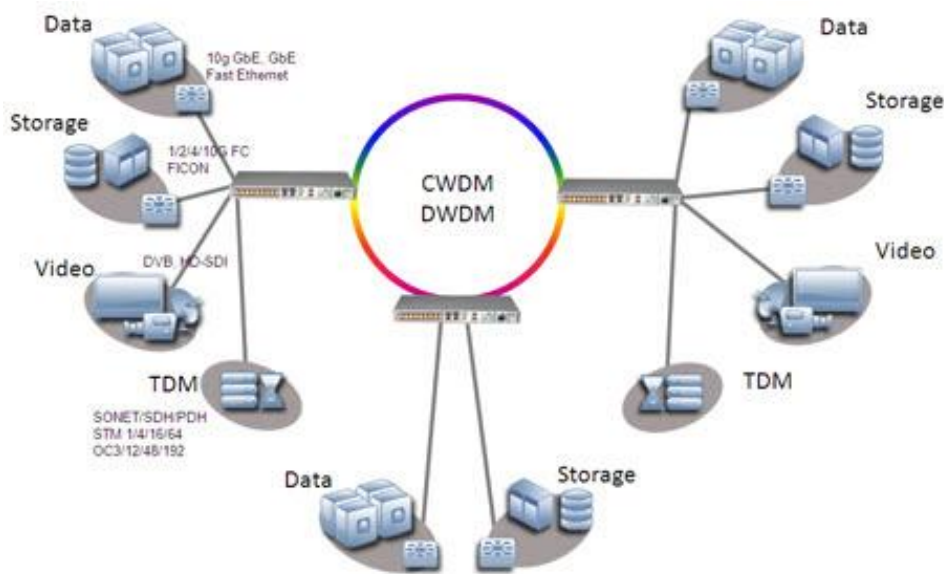 Data
10g GbE, GbE
Fast Ethernet
Storage
1/2/4/10G FC
FICON
Video
DVB, HD-SDI
TDM
SONET/SDH/PDH
STM 1/4/16/64
OC3/12/48/192
CWDM
DWDM
Data
Storage
Video
TDM
Data
Storage